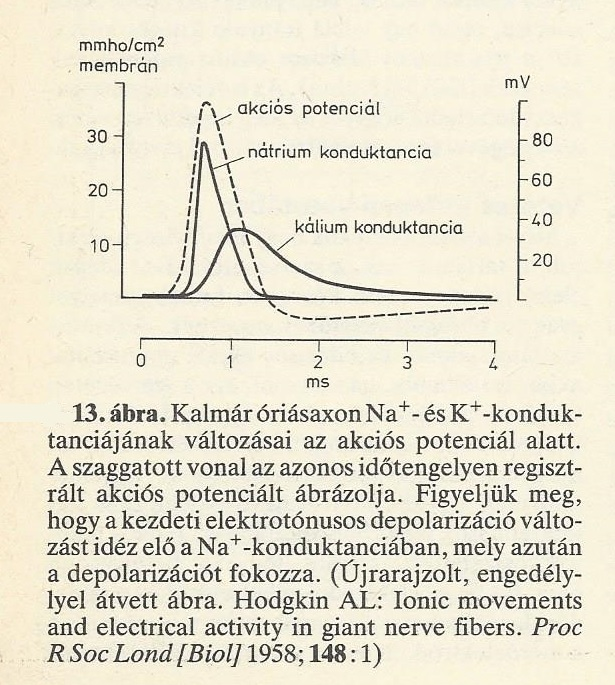 mmho/cm²
membrán
mV
akciós potenciál
30
80
nátrium konduktancia
20
60
kálium konduktancia
40
10
20
0 1 2 3 4
ms
13. ábra. Kalmár óriásaxon Na⁺- és K⁺-konduk-
tanciájának változásai az akciós potenciál alatt.
A szaggatott vonal az azonos időtengelyen regiszt-
rált akciós potenciált ábrázolja. Figyeljük meg,
hogy a kezdeti elektrotónusos depolarizáció válto-
zást idéz elő a Na⁺-konduktanciában, mely azután
a depolarizációt fokozza. (Újrarajzolt, engedély-
lyel átvett ábra. Hodgkin AL: Ionic movements
and electrical activity in giant nerve fibers. Proc
R Soc Lond [Biol] 1958; 148:1)